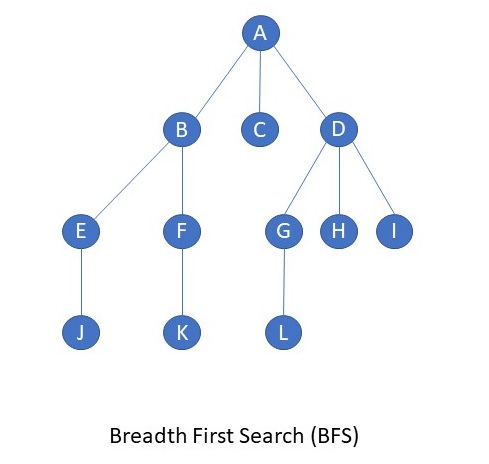 A
B C D
E F G H I
J K L
Breadth First Search (BFS)